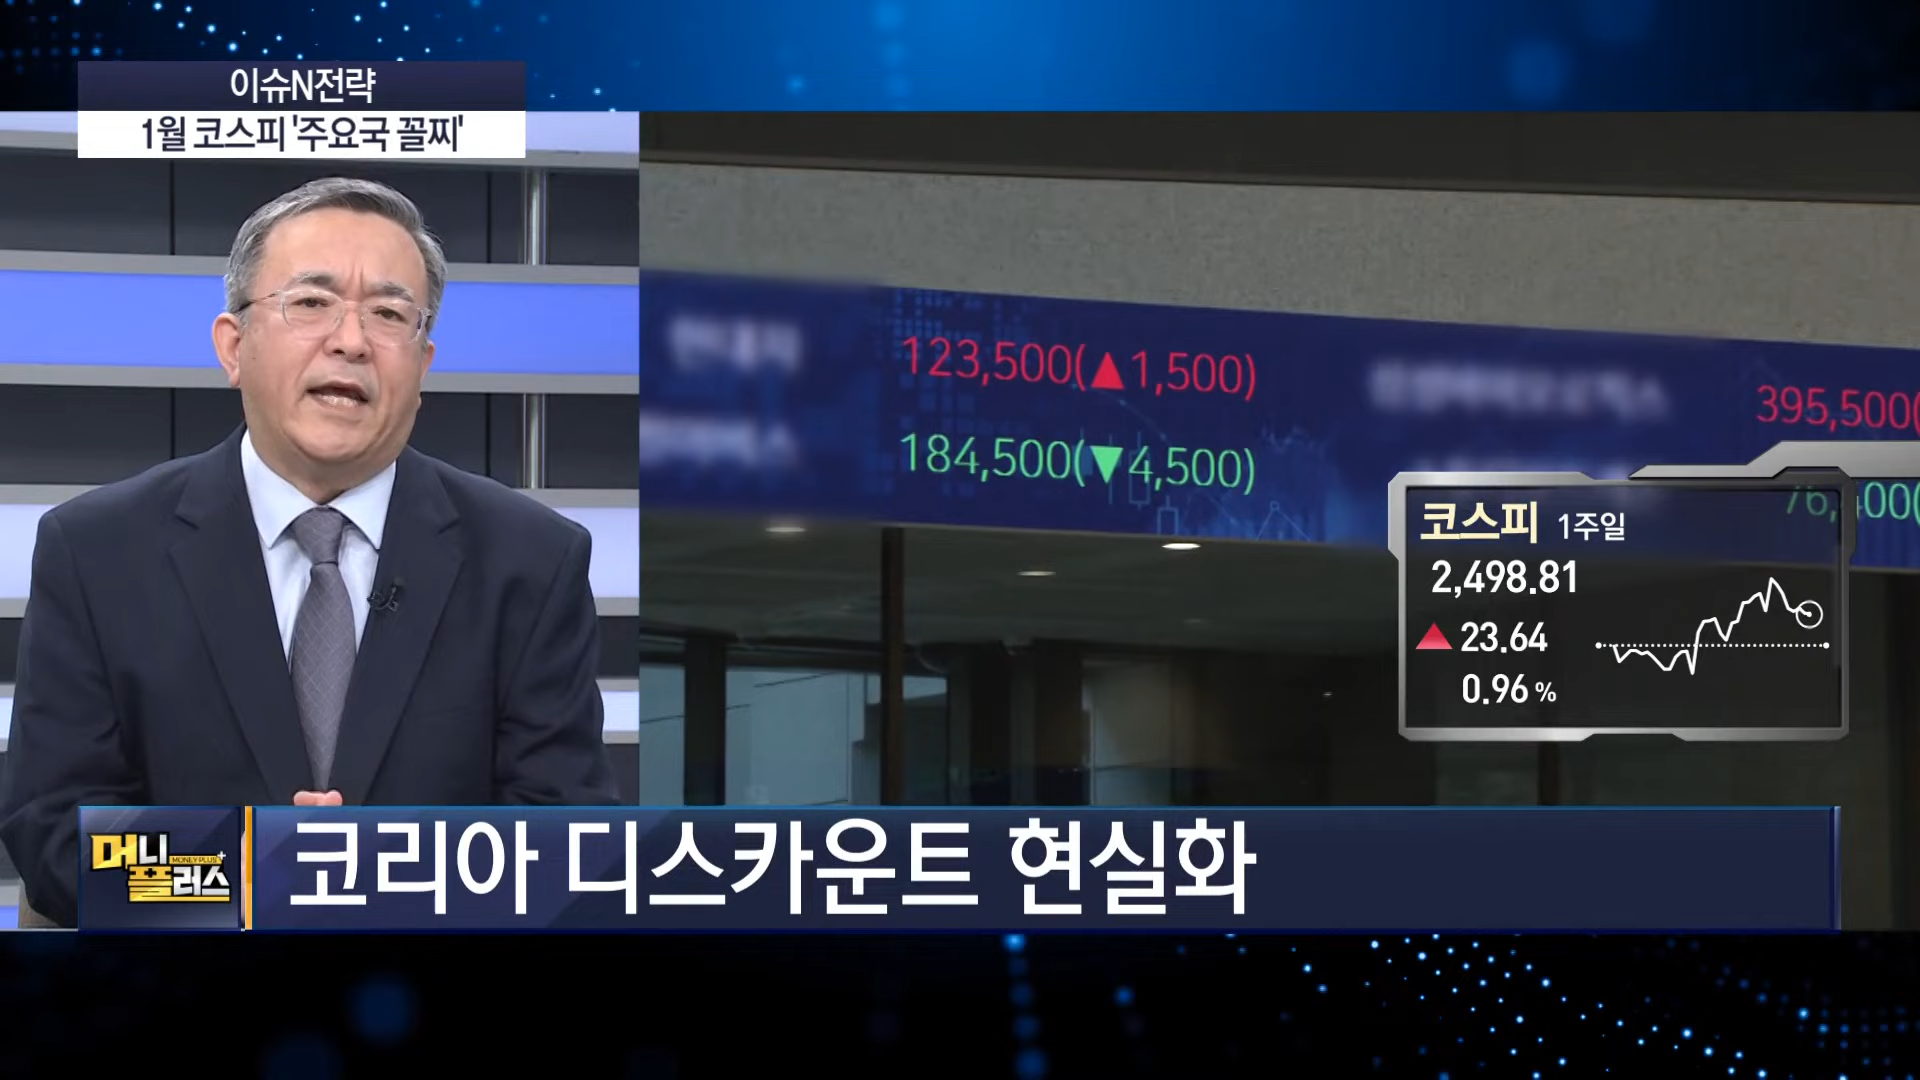 이슈N전략
1월 코스피 '주요국 꼴찌'
123,500(▲1,500)
184,500(▼4,500)
395,500(
코스피 1주일
2,498.81
▲ 23.64
0.96 %
머니
MONEY PLUS+
플러스
코리아 디스카운트 현실화